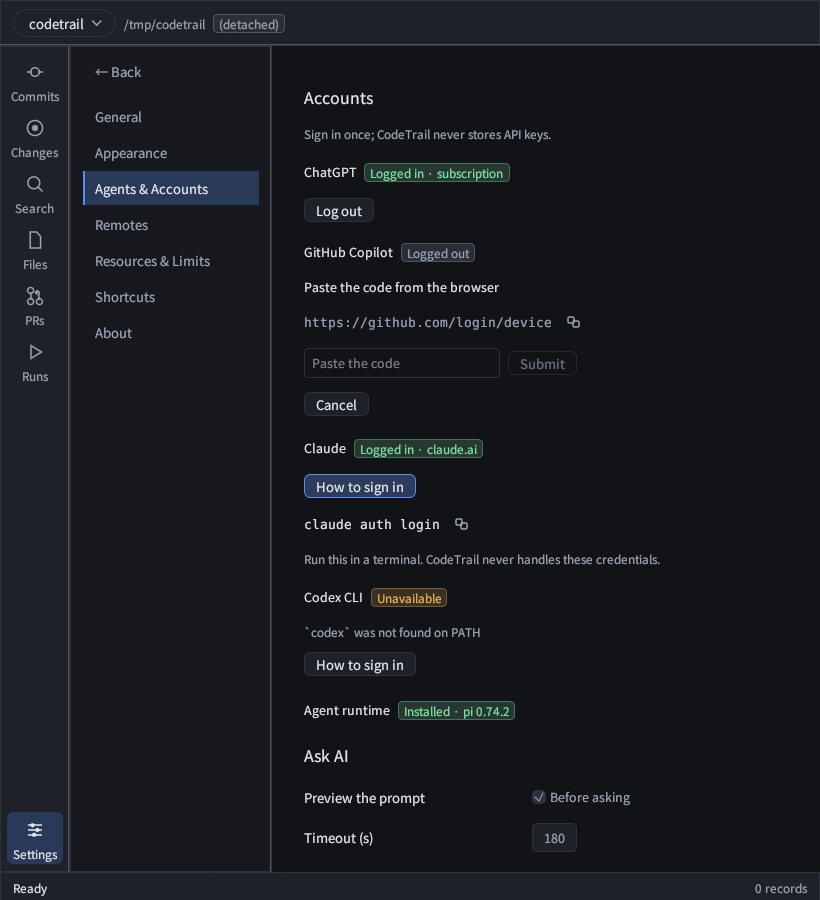 codetrail /tmp/codetrail (detached)
Commits
Changes
Search
Files
PRs
Runs
Settings
← Back
General
Appearance
Agents & Accounts
Remotes
Resources & Limits
Shortcuts
About
Accounts
Sign in once; CodeTrail never stores API keys.
ChatGPT Logged in · subscription
Log out
GitHub Copilot Logged out
Paste the code from the browser
https://github.com/login/device
Paste the code Submit
Cancel
Claude Logged in · claude.ai
How to sign in
claude auth login
Run this in a terminal. CodeTrail never handles these credentials.
Codex CLI Unavailable
`codex` was not found on PATH
How to sign in
Agent runtime Installed · pi 0.74.2
Ask AI
Preview the prompt Before asking
Timeout (s) 180
Ready 0 records